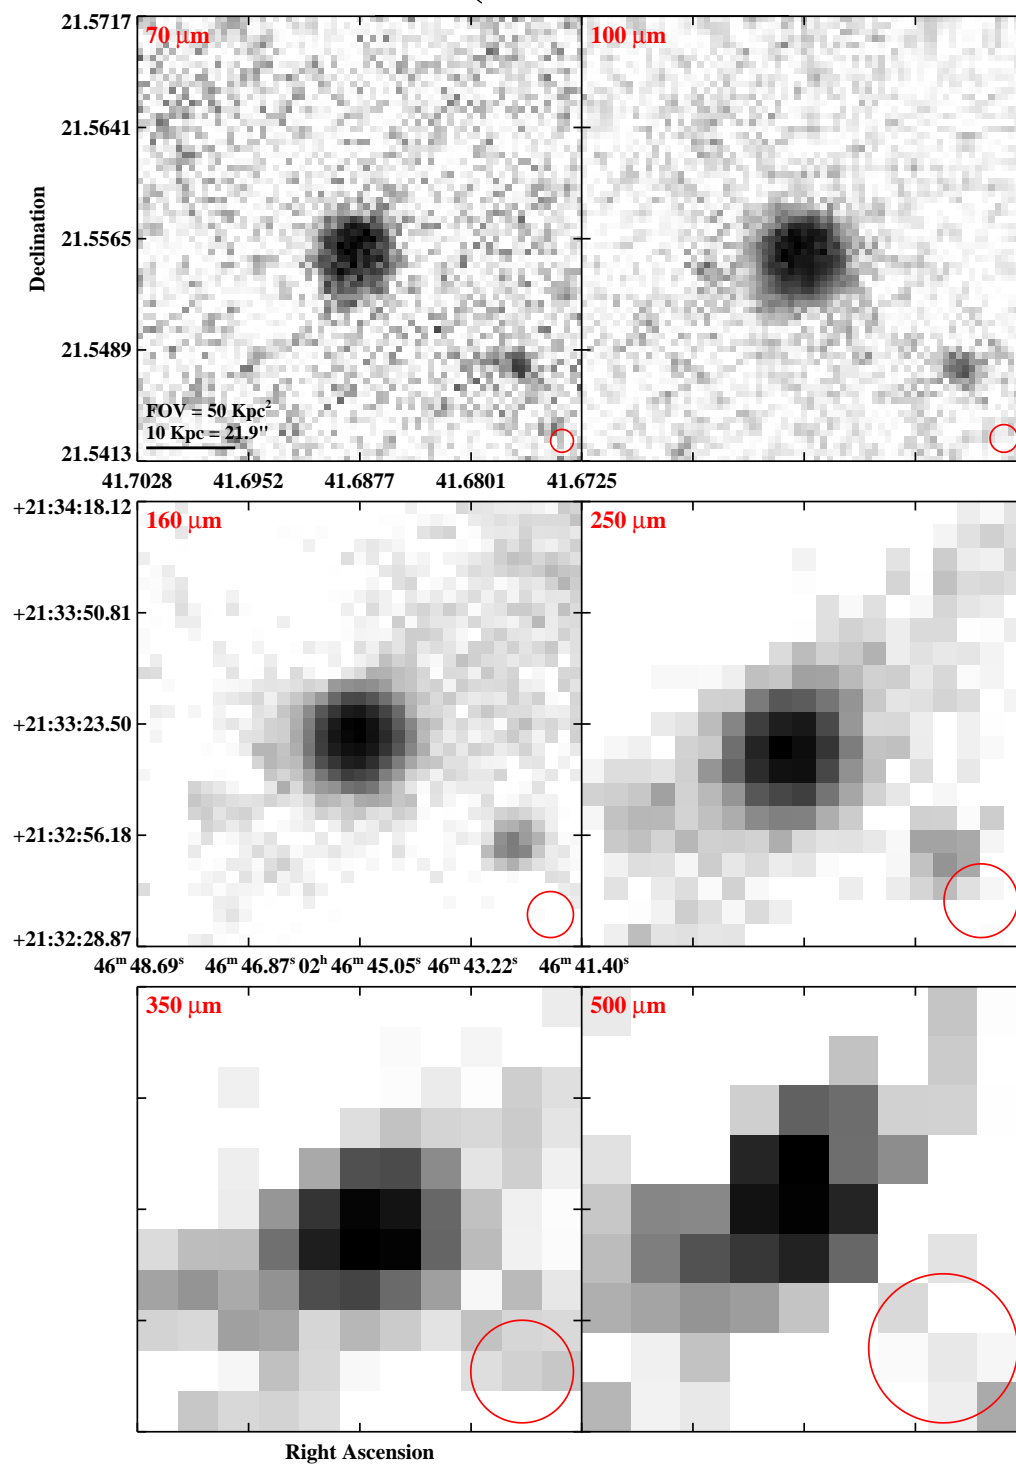 70 μm
100 μm
21.5717
21.5641
21.5565
21.5489
21.5413
Declination
FOV = 50 Kpc²
10 Kpc = 21.9"
41.7028 41.6952 41.6877 41.6801 41.6725
160 μm
250 μm
+21:34:18.12
+21:33:50.81
+21:33:23.50
+21:32:56.18
+21:32:28.87
46ᵐ 48.69ˢ 46ᵐ 46.87ˢ 02ʰ 46ᵐ 45.05ˢ 46ᵐ 43.22ˢ 46ᵐ 41.40ˢ
350 μm
500 μm
Right Ascension